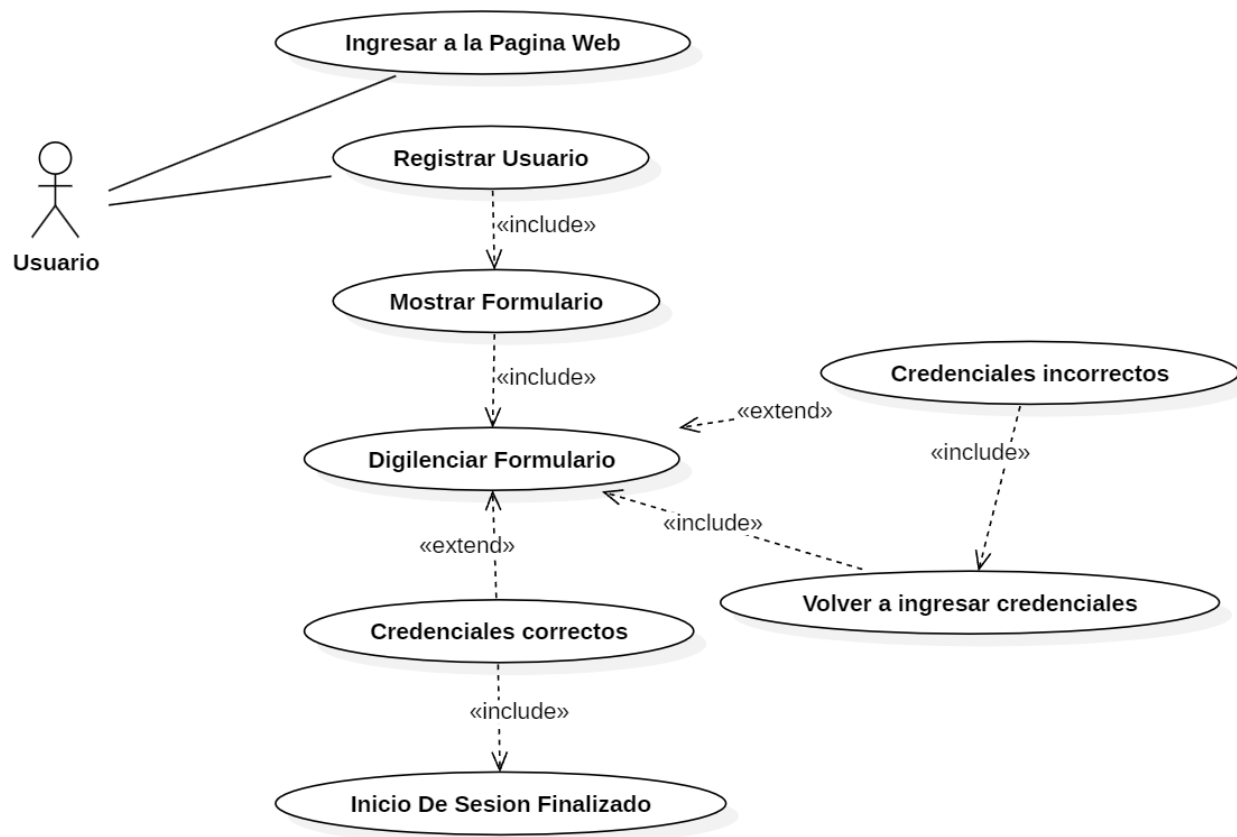 Ingresar a la Pagina Web
Registrar Usuario
«include»
Usuario
Mostrar Formulario
«include»
Credenciales incorrectos
«extend»
«include»
Digilenciar Formulario
«include»
«extend»
Volver a ingresar credenciales
Credenciales correctos
«include»
Inicio De Sesion Finalizado